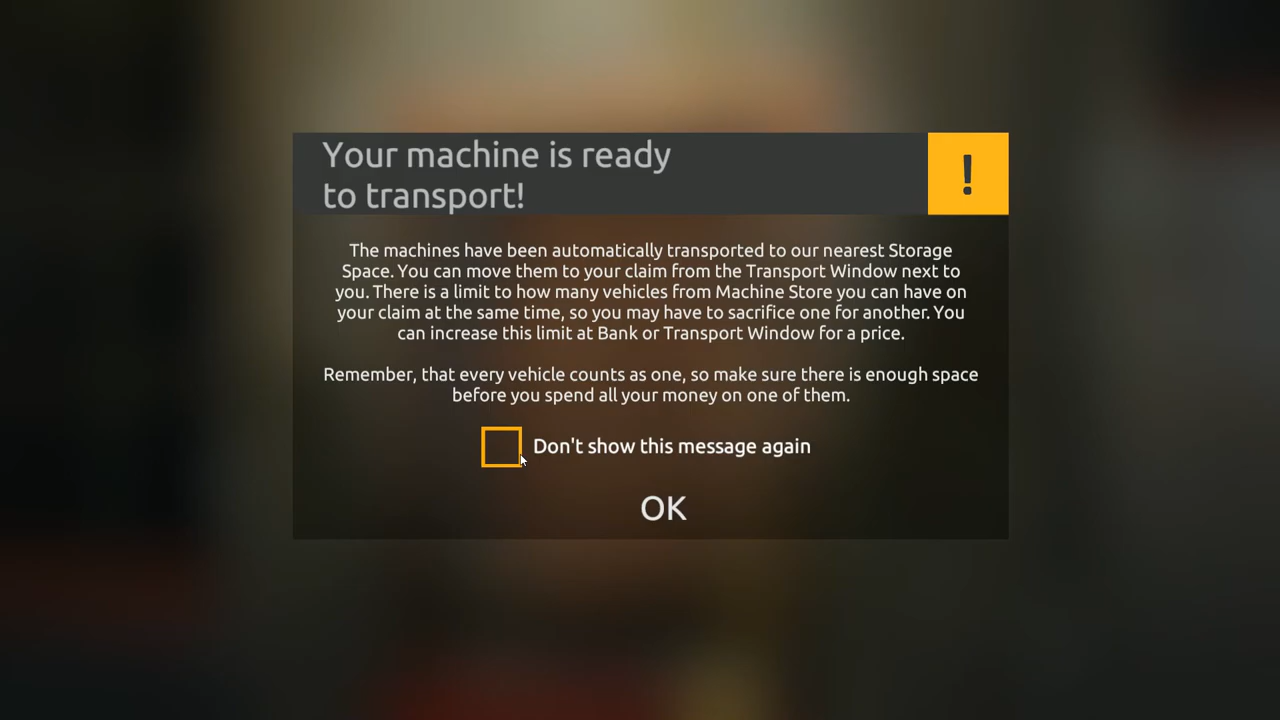 Your machine is ready
to transport!
!
The machines have been automatically transported to our nearest Storage
Space. You can move them to your claim from the Transport Window next to
you. There is a limit to how many vehicles from Machine Store you can have on
your claim at the same time, so you may have to sacrifice one for another. You
can increase this limit at Bank or Transport Window for a price.
Remember, that every vehicle counts as one, so make sure there is enough space
before you spend all your money on one of them.
Don't show this message again
OK